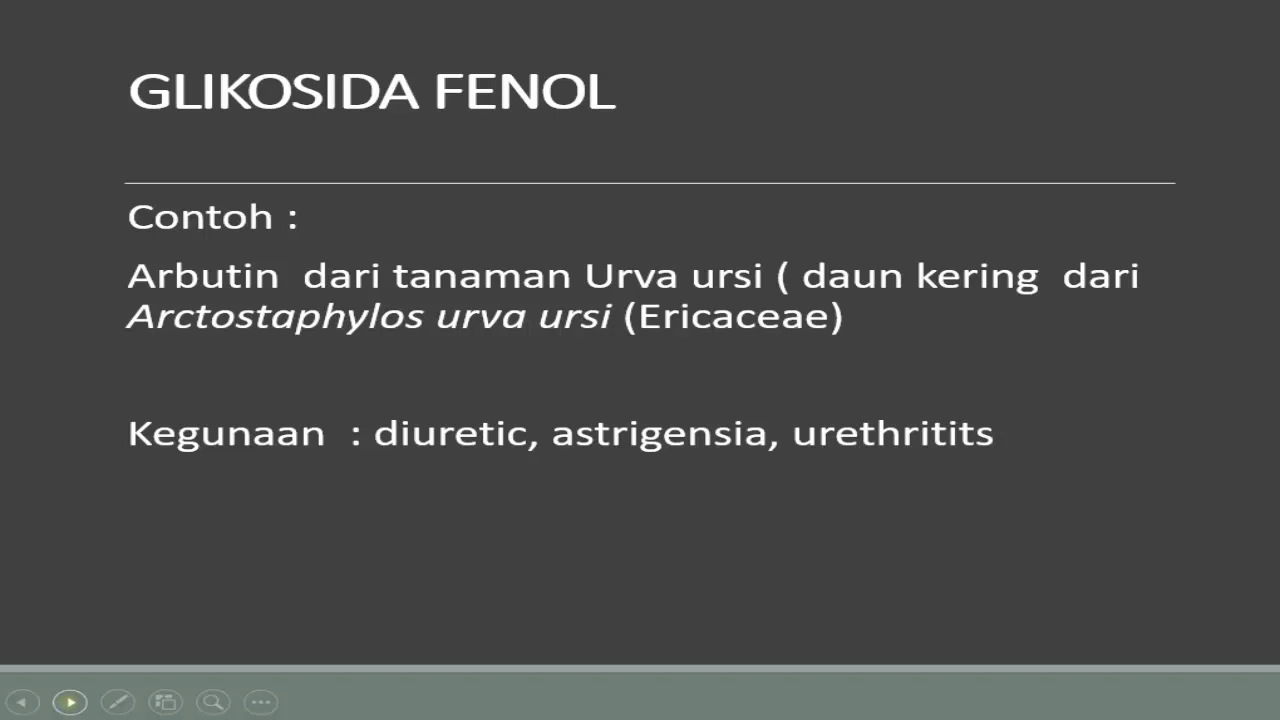 GLIKOSIDA FENOL
Contoh :
Arbutin  dari tanaman Urva ursi ( daun kering  dari
Arctostaphylos urva ursi (Ericaceae)
Kegunaan  : diuretic, astrigensia, urethritits